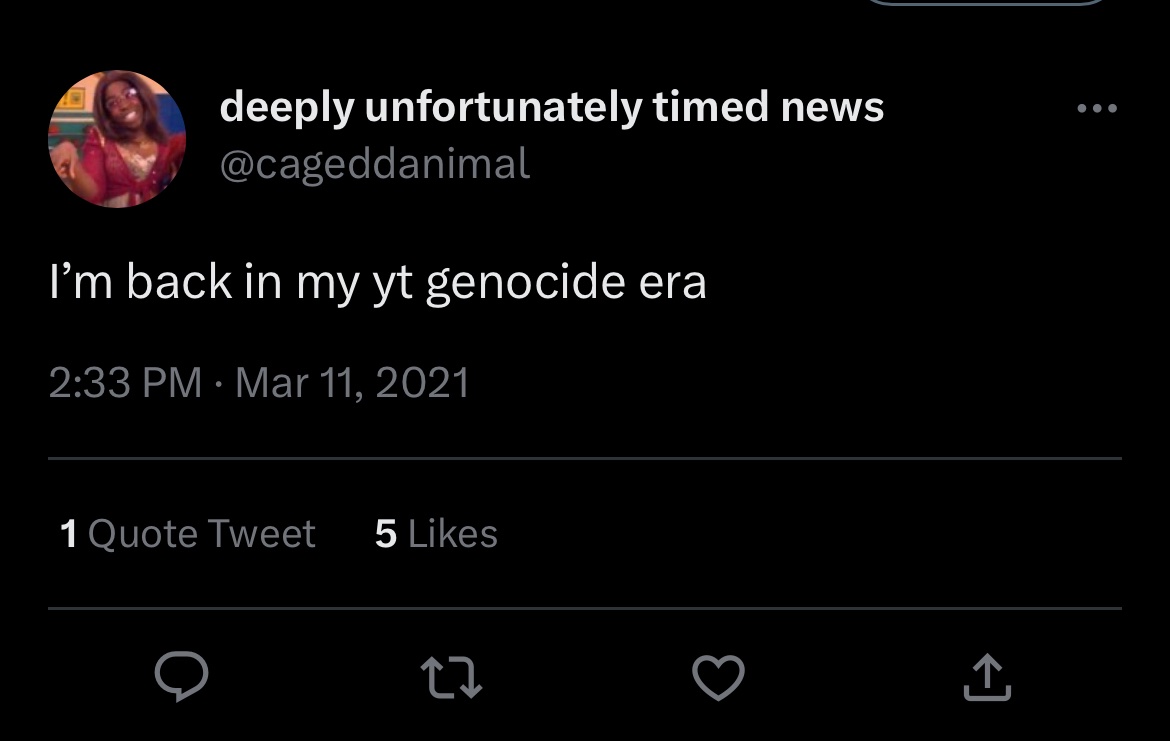 deeply unfortunately timed news
@cageddanimal
I’m back in my yt genocide era
2:33 PM · Mar 11, 2021
1 Quote Tweet 5 Likes